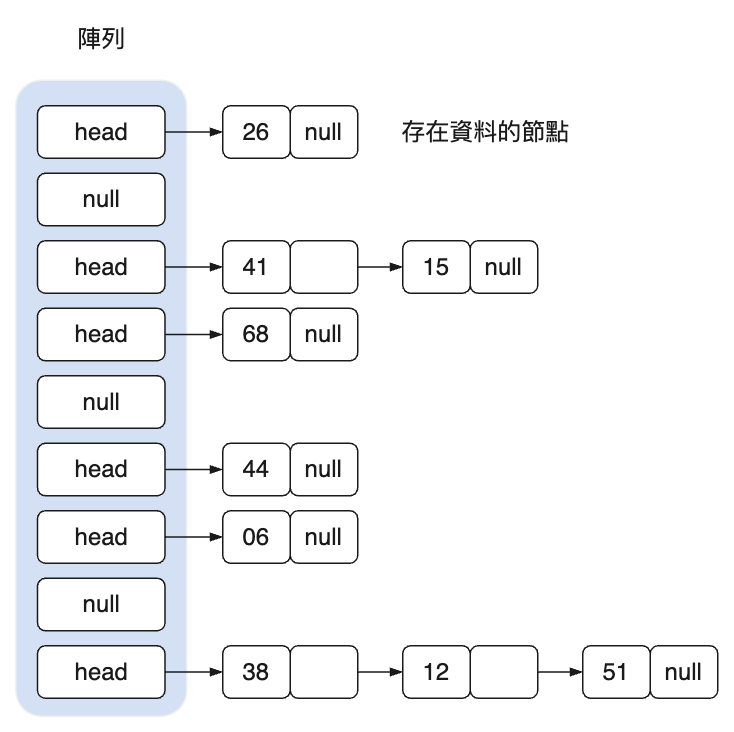 陣列
head 26 null 存在資料的節點
null
head 41 15 null
head 68 null
null
head 44 null
head 06 null
null
head 38 12 51 null